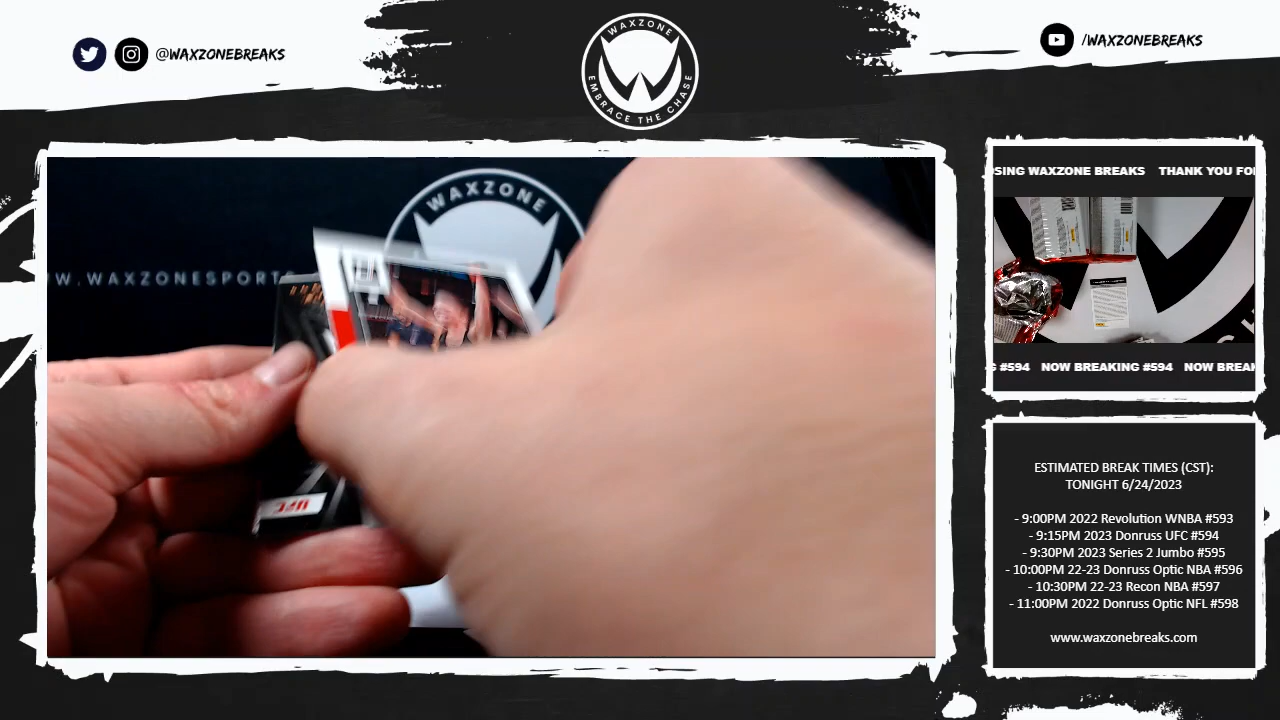 @WAXZONEBREAKS
WAXZONE
EMBRACE THE CHASE
/WAXZONEBREAKS
WAXZONE
W.WAXZONESPORTS
UFC
SING WAXZONE BREAKS THANK YOU FO
#594 NOW BREAKING #594 NOW BREAK
ESTIMATED BREAK TIMES (CST):
TONIGHT 6/24/2023
- 9:00PM 2022 Revolution WNBA #593
- 9:15PM 2023 Donruss UFC #594
- 9:30PM 2023 Series 2 Jumbo #595
- 10:00PM 22-23 Donruss Optic NBA #596
- 10:30PM 22-23 Recon NBA #597
- 11:00PM 2022 Donruss Optic NFL #598
www.waxzonebreaks.com